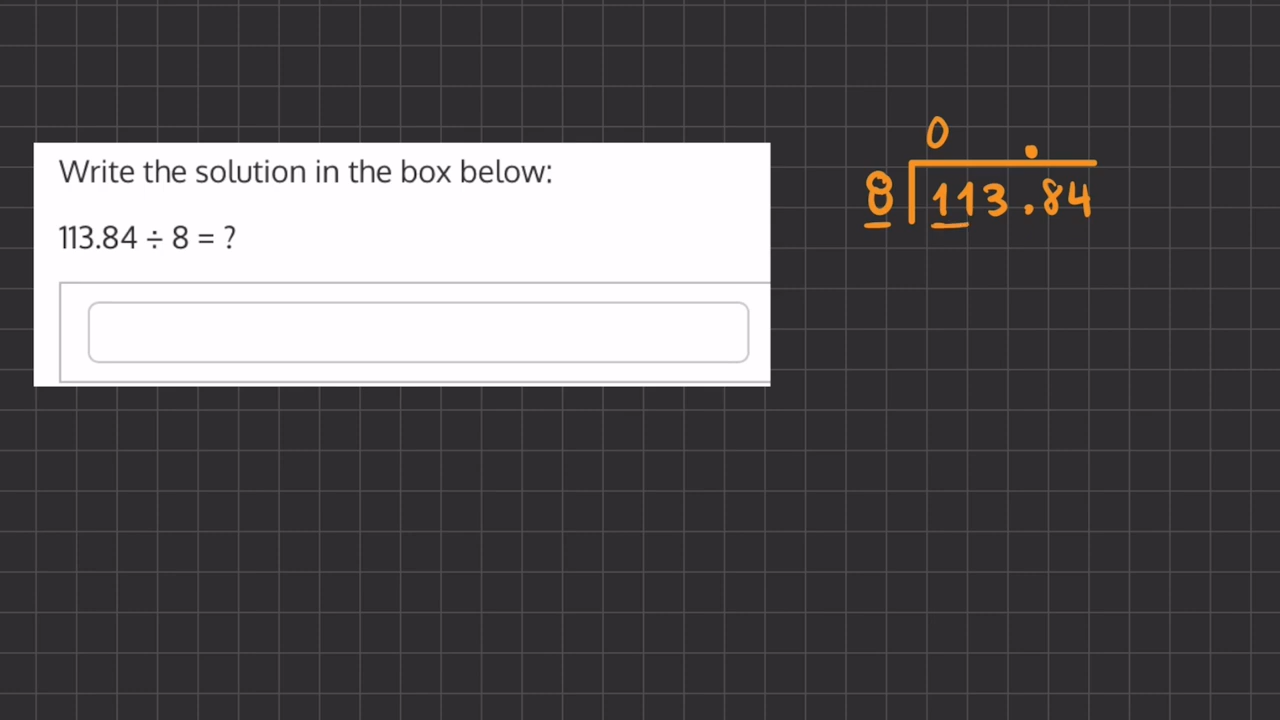 Write the solution in the box below:
113.84 ÷ 8 = ?
0 .
8 113.84